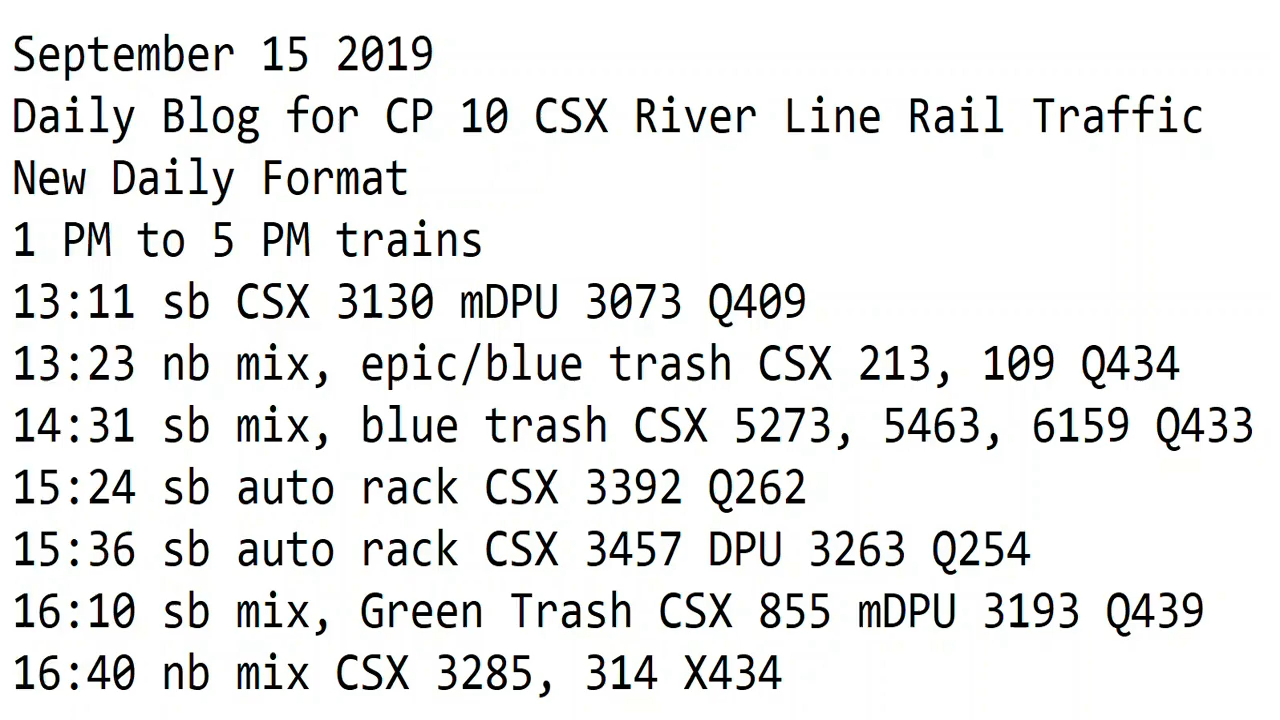 September 15 2019
Daily Blog for CP 10 CSX River Line Rail Traffic
New Daily Format
1 PM to 5 PM trains
13:11 sb CSX 3130 mDPU 3073 Q409
13:23 nb mix, epic/blue trash CSX 213, 109 Q434
14:31 sb mix, blue trash CSX 5273, 5463, 6159 Q433
15:24 sb auto rack CSX 3392 Q262
15:36 sb auto rack CSX 3457 DPU 3263 Q254
16:10 sb mix, Green Trash CSX 855 mDPU 3193 Q439
16:40 nb mix CSX 3285, 314 X434